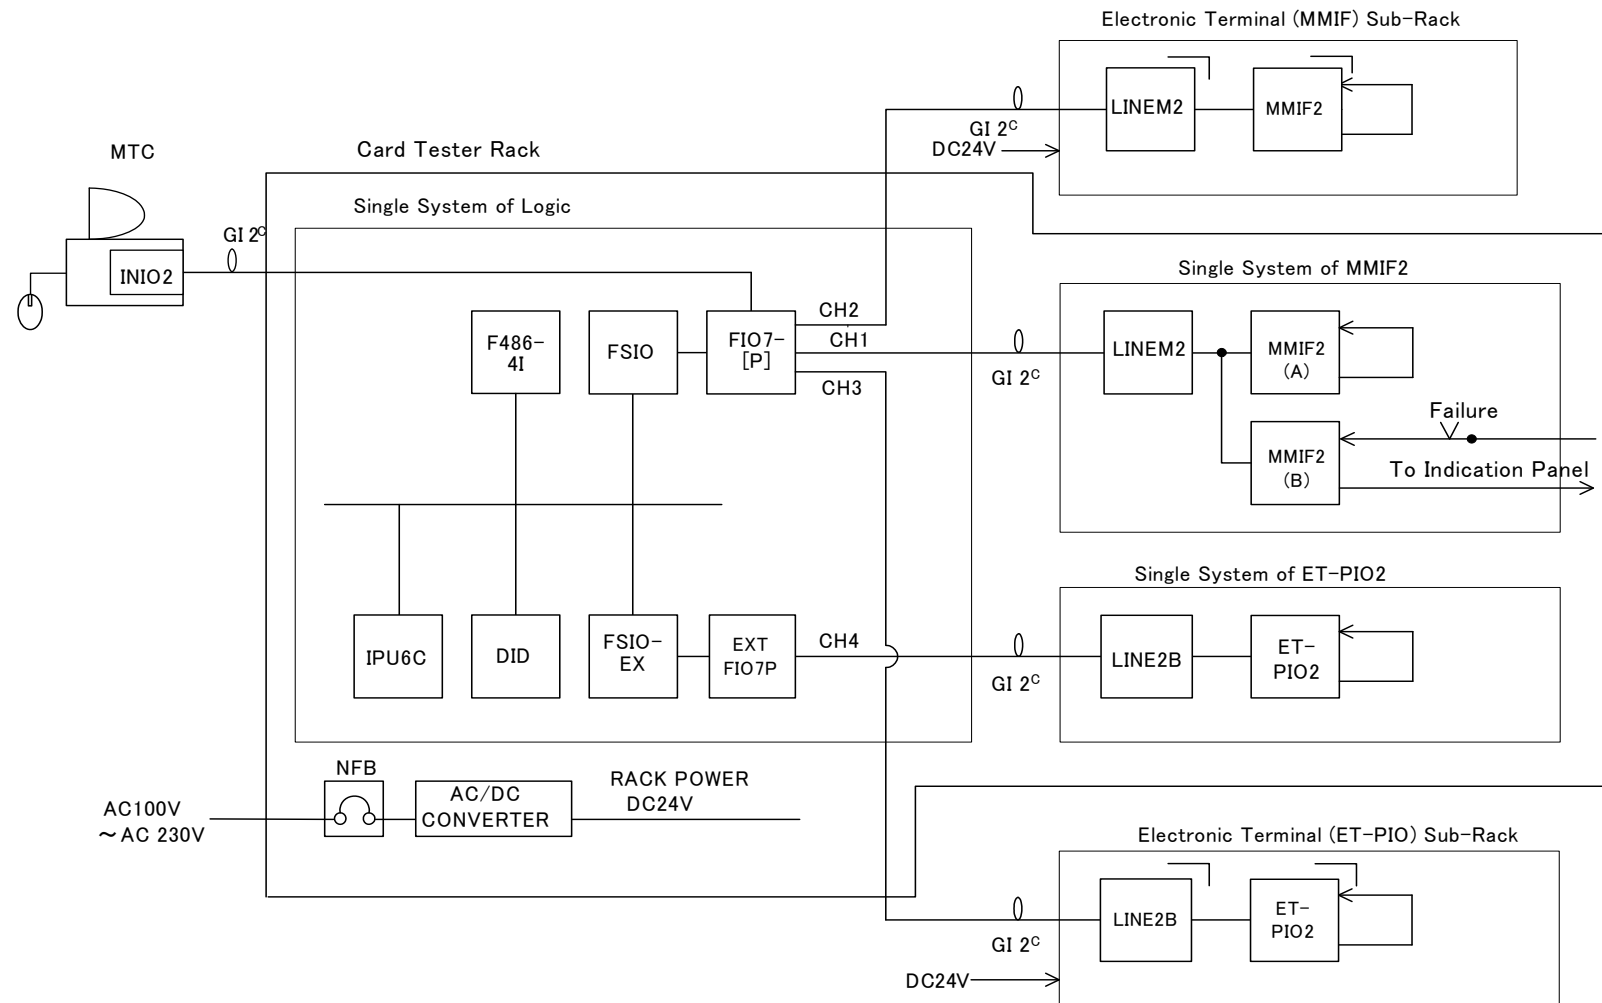 Electronic Terminal (MMIF) Sub-Rack
LINEM2
MMIF2
GI 2C
DC24V
MTC
Card Tester Rack
Single System of Logic
GI 2C
INIO2
Single System of MMIF2
CH2
CH1
CH3
F486-
4I
FSIO
FIO7-
[P]
LINEM2
MMIF2
(A)
GI 2C
Failure
MMIF2
(B)
To Indication Panel
Single System of ET-PIO2
IPU6C
DID
FSIO-
EX
EXT
FIO7P
CH4
GI 2C
LINE2B
ET-
PIO2
NFB
AC/DC
CONVERTER
RACK POWER
DC24V
AC100V
~AC 230V
Electronic Terminal (ET-PIO) Sub-Rack
LINE2B
ET-
PIO2
GI 2C
DC24V